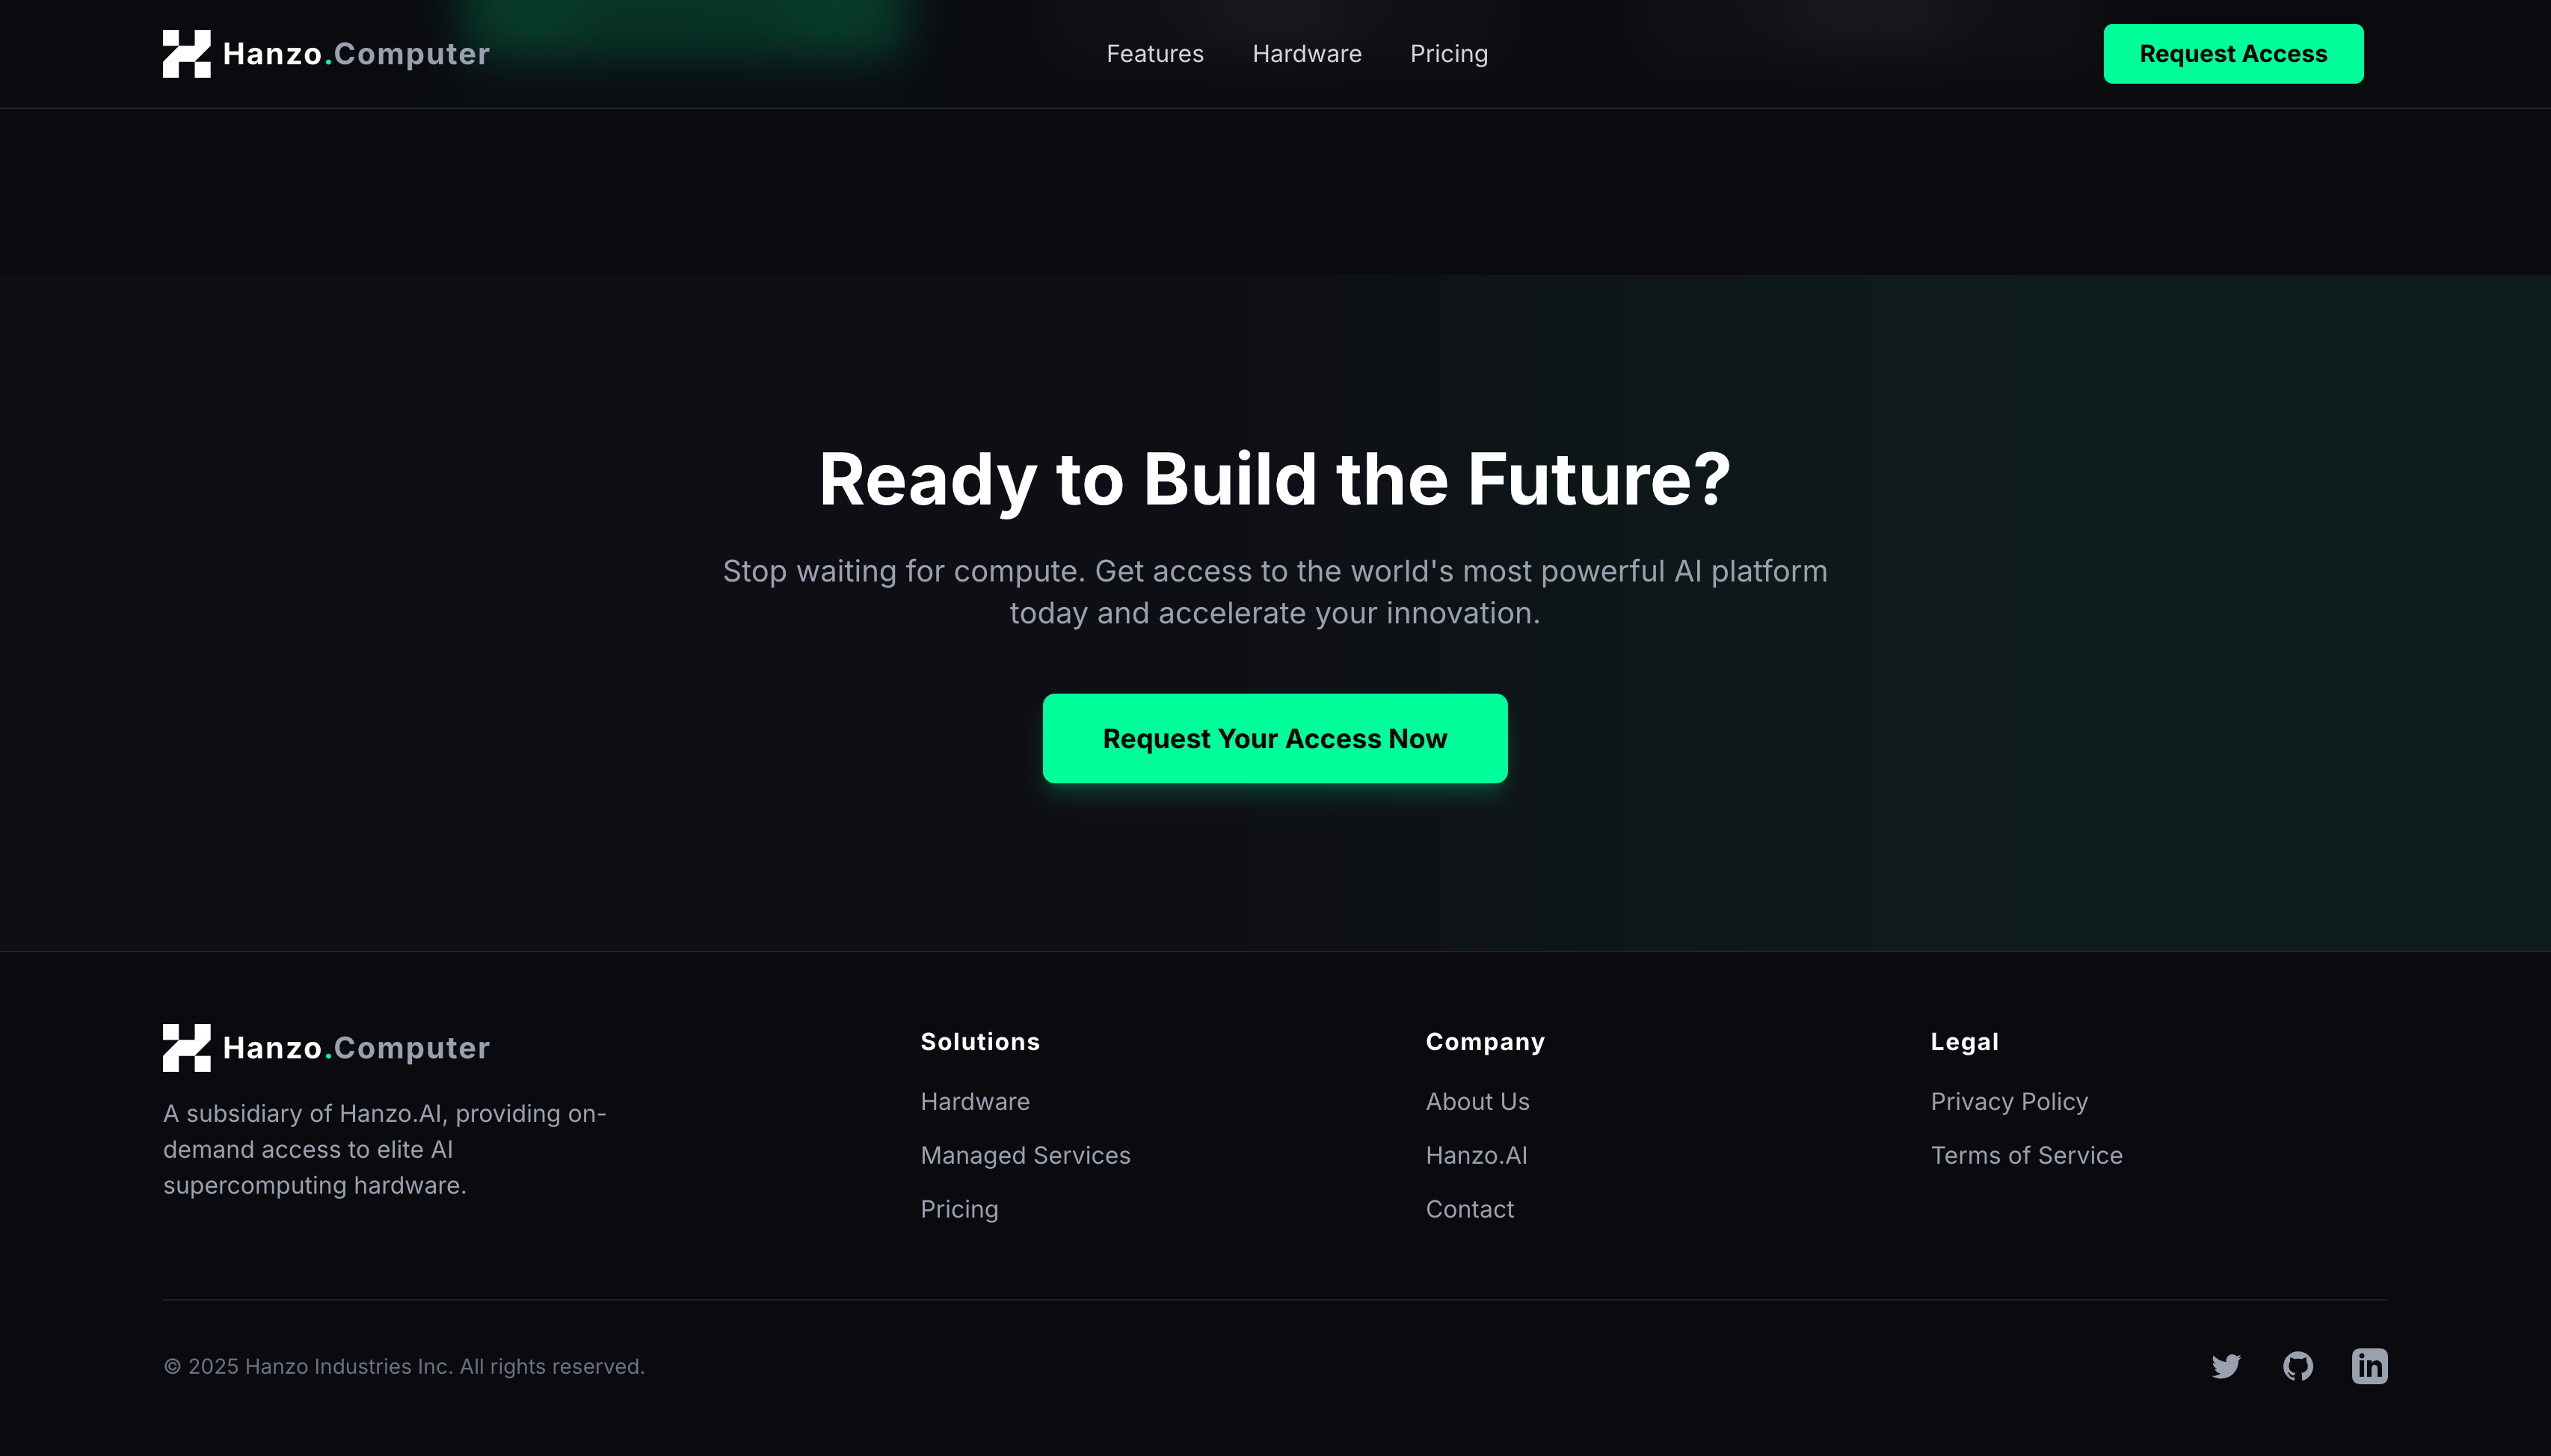 Hanzo.Computer
Features
Hardware
Pricing
Request Access
Ready to Build the Future?
Stop waiting for compute. Get access to the world's most powerful AI platform
today and accelerate your innovation.
Request Your Access Now
Hanzo.Computer
A subsidiary of Hanzo.AI, providing on-
demand access to elite AI
supercomputing hardware.
Solutions
Hardware
Managed Services
Pricing
Company
About Us
Hanzo.AI
Contact
Legal
Privacy Policy
Terms of Service
© 2025 Hanzo Industries Inc. All rights reserved.
in